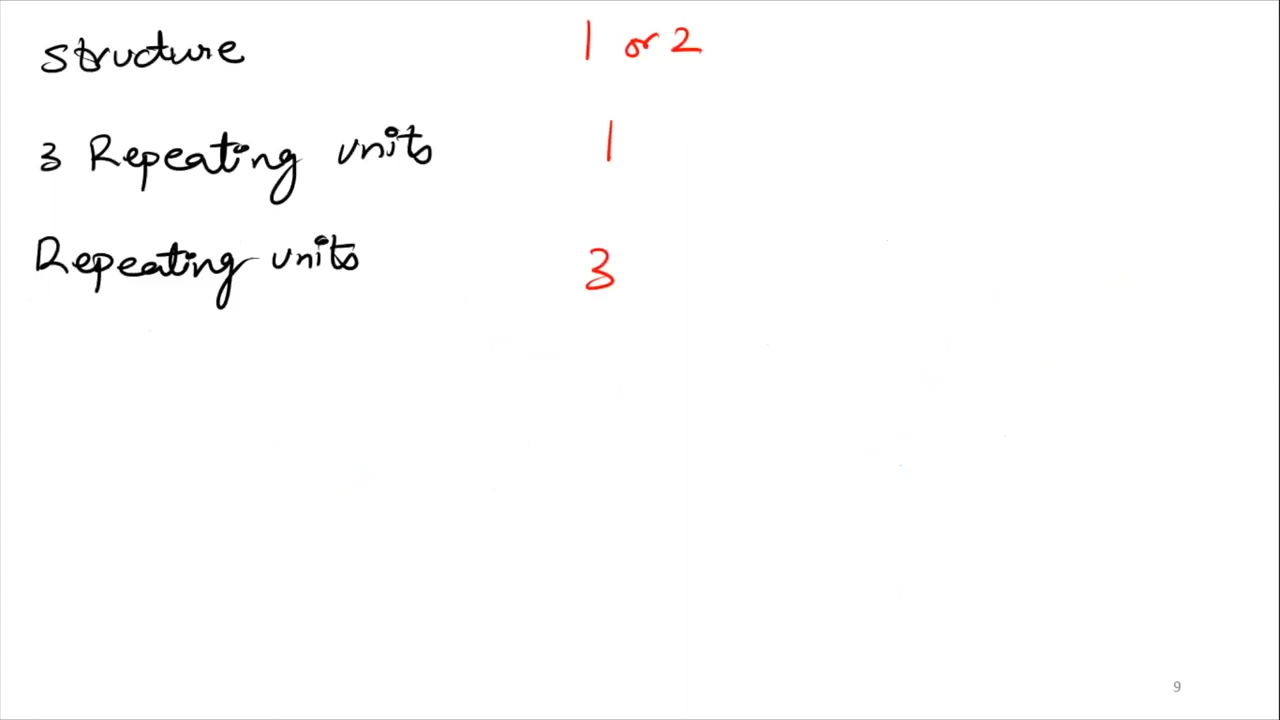 structure 1 or 2
3 Repeating units 1
Repeating units 3
9